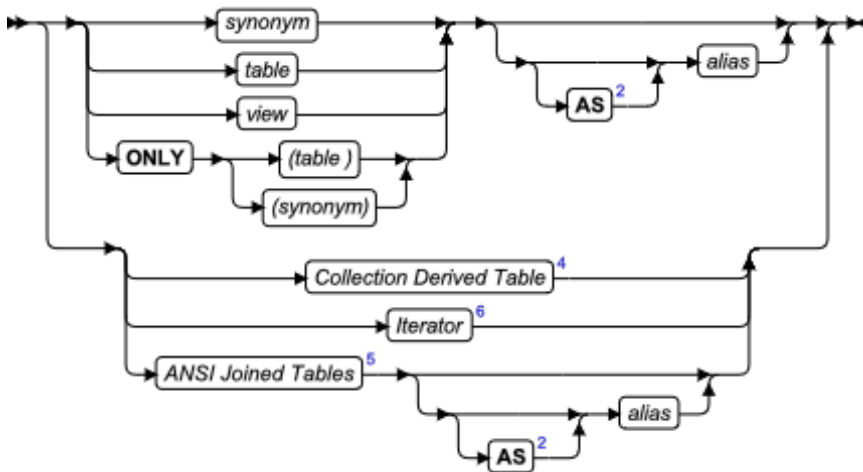 synonym
table
alias
AS 2
view
ONLY
(table )
(synonym)
Collection Derived Table 4
Iterator 6
ANSI Joined Tables 5
alias
AS 2